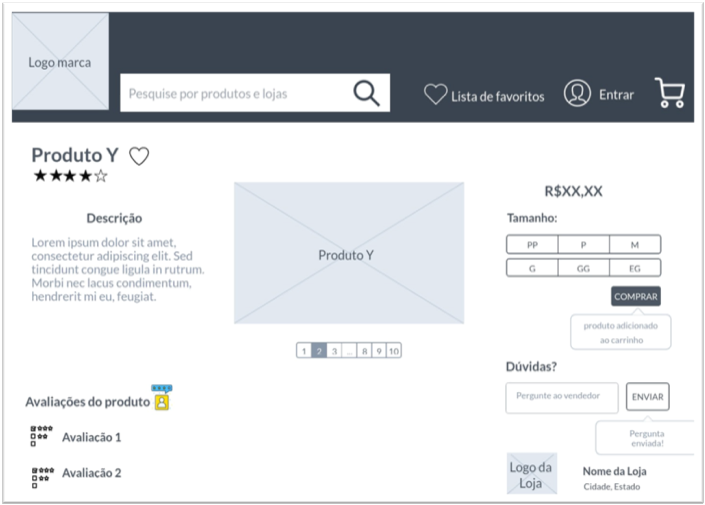 Logo marca
Pesquise por produtos e lojas
Lista de favoritos
Entrar
Produto Y
Descrição
Lorem ipsum dolor sit amet,
consectetur adipiscing elit. Sed
tincidunt congue ligula in rutrum.
Morbi nec lacus condimentum,
hendrerit mi eu, feugiat.
Produto Y
1 2 3 ... 8 9 10
R$XX,XX
Tamanho:
PP P M
G GG EG
COMPRAR
produto adicionado
ao carrinho
Dúvidas?
Pergunte ao vendedor
ENVIAR
Pergunta
enviada!
Logo da
Loja
Nome da Loja
Cidade, Estado
Avaliações do produto
Avaliacão 1
Avaliacão 2